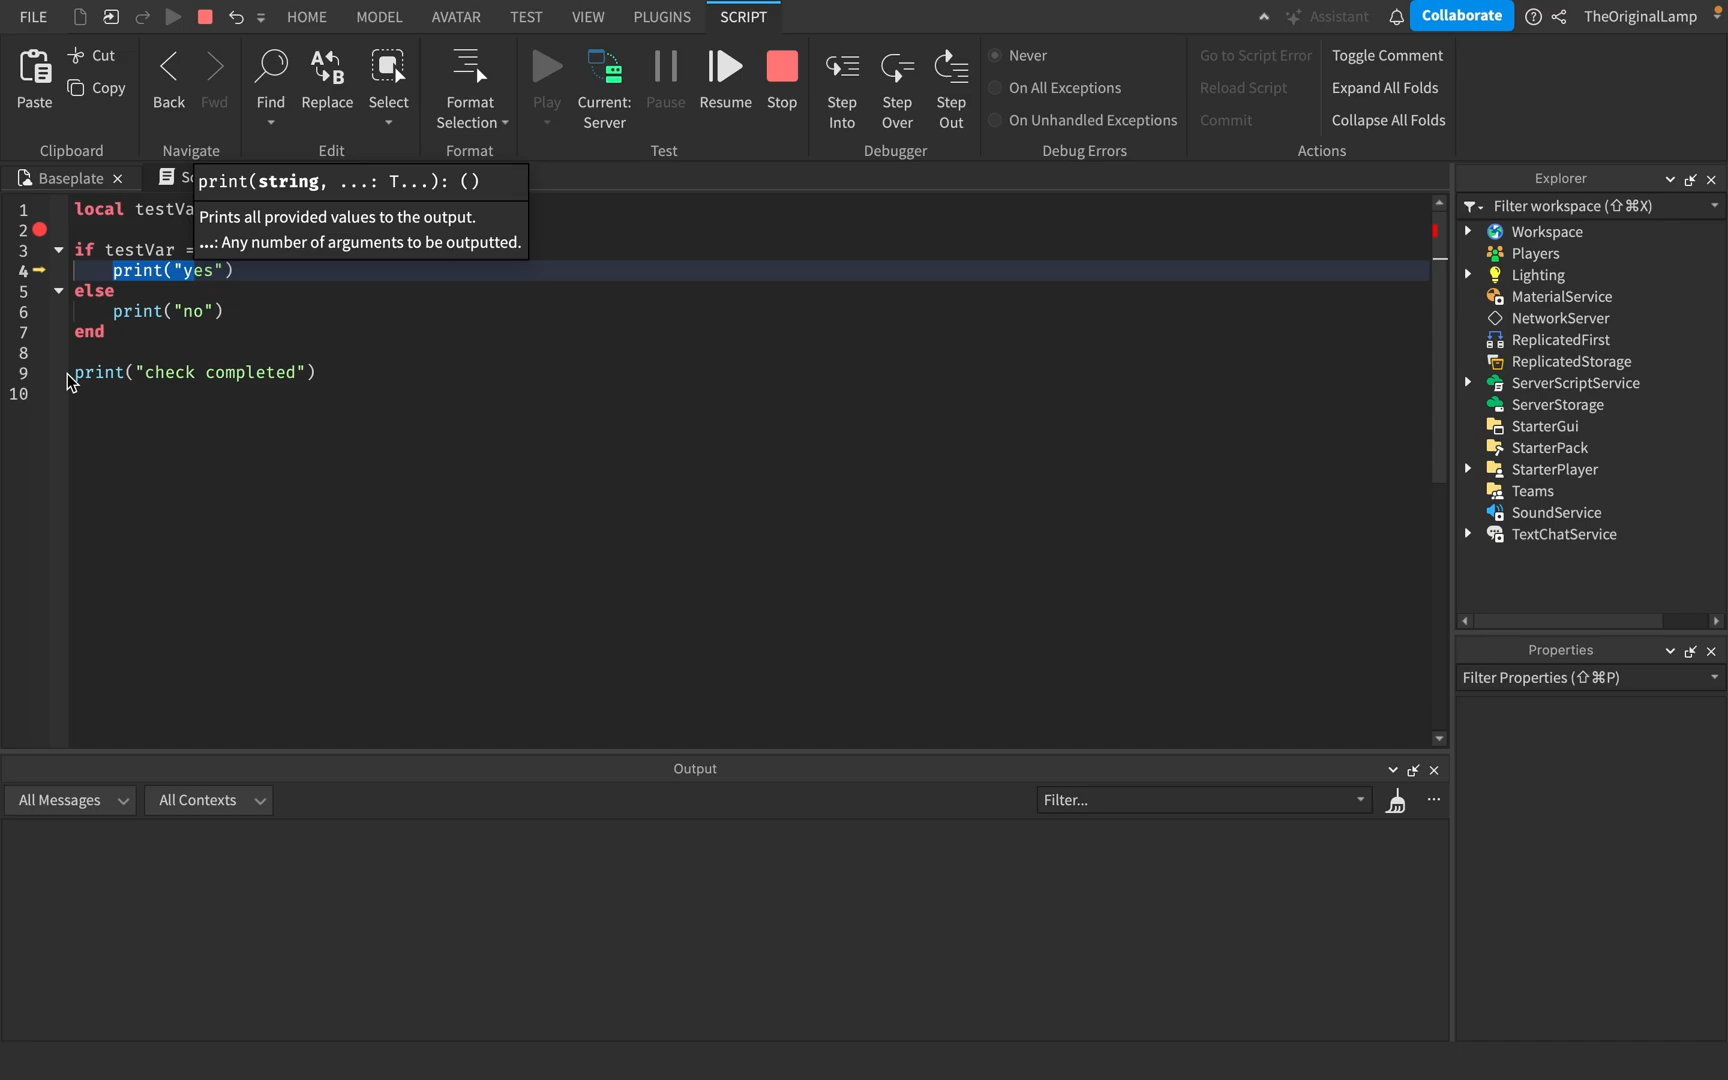 FILE HOME MODEL AVATAR TEST VIEW PLUGINS SCRIPT Assistant Collaborate TheOriginalLamp
Paste
Cut
Copy
Clipboard
Back
Fwd
Navigate
Find
Replace
Select
Edit
Format
Selection
Format
Play
Current:
Server
Pause
Resume
Stop
Test
Step
Into
Step
Over
Step
Out
Debugger
Never
On All Exceptions
On Unhandled Exceptions
Debug Errors
Go to Script Error
Reload Script
Commit
Toggle Comment
Expand All Folds
Collapse All Folds
Actions
Baseplate
print(string, ...: T...): ()
Prints all provided values to the output.
...: Any number of arguments to be outputted.
1 local
2
3 if testVar =
4 print("yes")
5 else
6 print("no")
7 end
8
9 print("check completed")
10
Explorer
Filter workspace (⇧⌘X)
Workspace
Players
Lighting
MaterialService
NetworkServer
ReplicatedFirst
ReplicatedStorage
ServerScriptService
ServerStorage
StarterGui
StarterPack
StarterPlayer
Teams
SoundService
TextChatService
Properties
Filter Properties (⇧⌘P)
Output
All Messages All Contexts Filter...